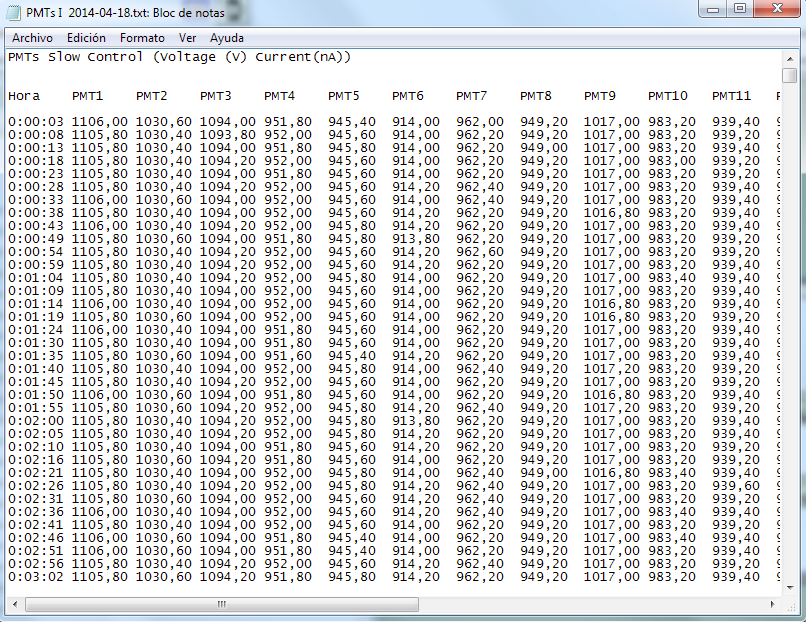 PMTs I 2014-04-18.txt: Bloc de notas
Archivo Edición Formato Ver Ayuda
PMTs Slow Control (Voltage (V) Current(nA))
Hora PMT1 PMT2 PMT3 PMT4 PMT5 PMT6 PMT7 PMT8 PMT9 PMT10 PMT11
0:00:03 1106,00 1030,60 1094,00 951,80 945,40 914,00 962,00 949,20 1017,00 983,20 939,40 9
0:00:08 1105,80 1030,40 1093,80 952,00 945,60 914,00 962,20 949,20 1017,00 983,20 939,20 9
0:00:13 1105,80 1030,40 1094,00 951,80 945,80 914,00 962,20 949,00 1017,00 983,20 939,40 9
0:00:18 1105,80 1030,40 1094,20 952,00 945,60 914,00 962,20 949,20 1017,00 983,00 939,20 9
0:00:23 1105,80 1030,40 1094,00 951,80 945,60 914,00 962,20 949,20 1017,00 983,20 939,40 9
0:00:28 1105,80 1030,40 1094,20 952,00 945,60 914,20 962,40 949,20 1017,00 983,20 939,20 9
0:00:33 1106,00 1030,60 1094,00 952,00 945,60 914,00 962,40 949,20 1017,00 983,20 939,40 9
0:00:38 1105,80 1030,40 1094,00 952,00 945,60 914,20 962,20 949,20 1016,80 983,20 939,40 9
0:00:43 1106,00 1030,40 1094,20 952,00 945,80 914,20 962,20 949,20 1017,00 983,20 939,20 9
0:00:49 1105,80 1030,60 1094,00 951,80 945,80 913,80 962,20 949,20 1017,00 983,20 939,40 9
0:00:54 1105,80 1030,40 1094,20 952,00 945,60 914,20 962,60 949,20 1017,00 983,20 939,20 9
0:00:59 1105,80 1030,40 1094,20 952,00 945,60 914,20 962,20 949,20 1017,00 983,20 939,20 9
0:01:04 1105,80 1030,40 1094,20 952,00 945,80 914,00 962,20 949,20 1017,00 983,40 939,40 9
0:01:09 1105,80 1030,40 1094,00 952,00 945,60 914,00 962,20 949,20 1017,00 983,20 939,40 9
0:01:14 1106,00 1030,40 1094,00 952,00 945,60 914,00 962,20 949,20 1016,80 983,20 939,40 9
0:01:19 1105,80 1030,60 1094,00 952,00 945,60 914,00 962,20 949,20 1016,80 983,20 939,20 9
0:01:24 1106,00 1030,40 1094,00 951,80 945,60 914,00 962,20 949,20 1017,00 983,20 939,20 9
0:01:30 1105,80 1030,40 1094,00 951,80 945,60 914,00 962,20 949,20 1017,00 983,20 939,40 9
0:01:35 1105,80 1030,60 1094,00 951,60 945,40 914,20 962,20 949,20 1017,00 983,20 939,40 9
0:01:40 1105,80 1030,40 1094,20 952,00 945,80 914,00 962,40 949,20 1017,20 983,20 939,40 9
0:01:45 1105,80 1030,40 1094,20 952,00 945,60 914,20 962,20 949,20 1017,00 983,20 939,20 9
0:01:50 1106,00 1030,60 1094,00 951,80 945,60 914,00 962,20 949,20 1016,80 983,20 939,40 9
0:01:55 1105,80 1030,60 1094,20 952,00 945,80 914,20 962,40 949,20 1017,20 983,20 939,20 9
0:02:00 1105,80 1030,40 1094,00 952,00 945,80 913,80 962,20 949,20 1017,00 983,20 939,40 9
0:02:05 1105,80 1030,40 1094,20 952,00 945,80 914,20 962,20 949,20 1017,00 983,20 939,40 9
0:02:10 1105,80 1030,40 1094,00 951,80 945,60 914,20 962,20 949,20 1017,00 983,20 939,20 9
0:02:16 1105,80 1030,60 1094,20 951,80 945,60 914,00 962,20 949,20 1017,00 983,20 939,20 9
0:02:21 1105,80 1030,40 1094,00 952,00 945,80 914,00 962,40 949,00 1016,80 983,40 939,40 9
0:02:26 1105,80 1030,40 1094,20 952,00 945,80 914,20 962,40 949,20 1017,00 983,20 939,60 9
0:02:31 1105,80 1030,60 1094,00 952,00 945,60 914,20 962,40 949,20 1017,00 983,20 939,20 9
0:02:36 1106,00 1030,40 1094,00 952,00 945,60 914,20 962,40 949,20 1017,00 983,20 939,40 9
0:02:41 1105,80 1030,40 1094,00 952,00 945,60 914,00 962,20 949,20 1017,00 983,20 939,20 9
0:02:46 1106,00 1030,60 1094,00 951,80 945,40 914,00 962,20 949,20 1017,00 983,40 939,20 9
0:02:51 1106,00 1030,60 1094,00 952,00 945,40 914,00 962,20 949,20 1017,00 983,20 939,40 9
0:02:56 1105,80 1030,40 1094,20 952,00 945,60 914,20 962,40 949,20 1017,00 983,20 939,20 9
0:03:02 1105,80 1030,60 1094,20 951,80 945,80 914,20 962,20 949,20 1017,00 983,20 939,40 9